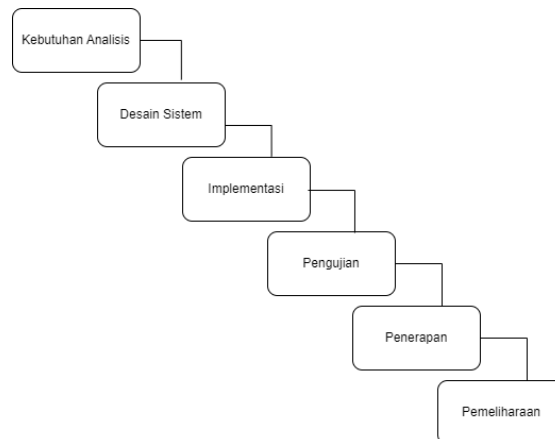 Kebutuhan Analisis
Desain Sistem
Implementasi
Pengujian
Penerapan
Pemeliharaan